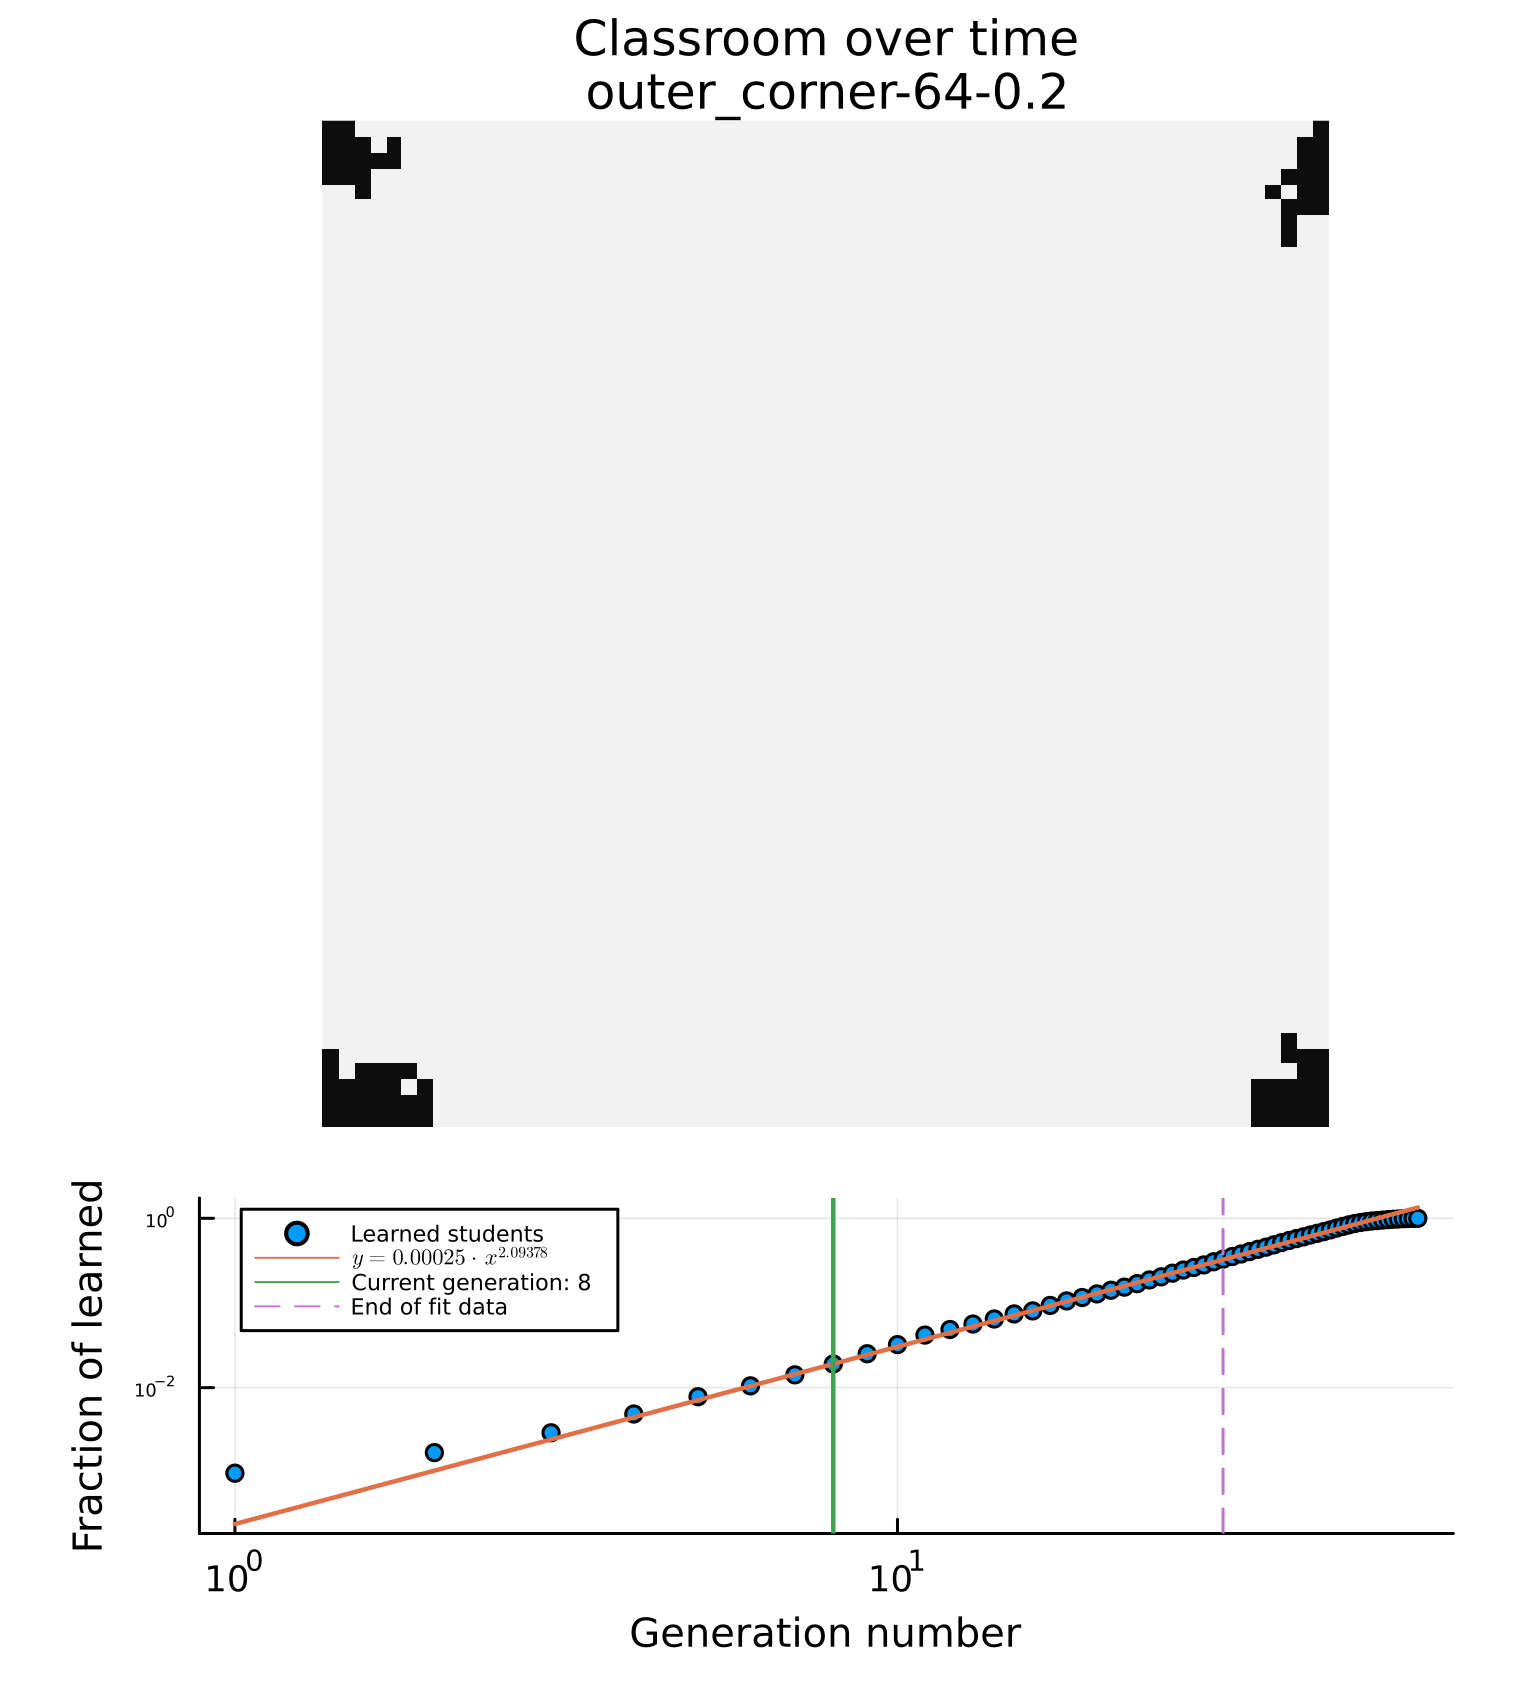 Classroom over time
outer_corner-64-0.2
Fraction of learned
10⁰
10⁻²
Learned students
y = 0.00025 · x^2.09378
Current generation: 8
End of fit data
10⁰
10¹
Generation number